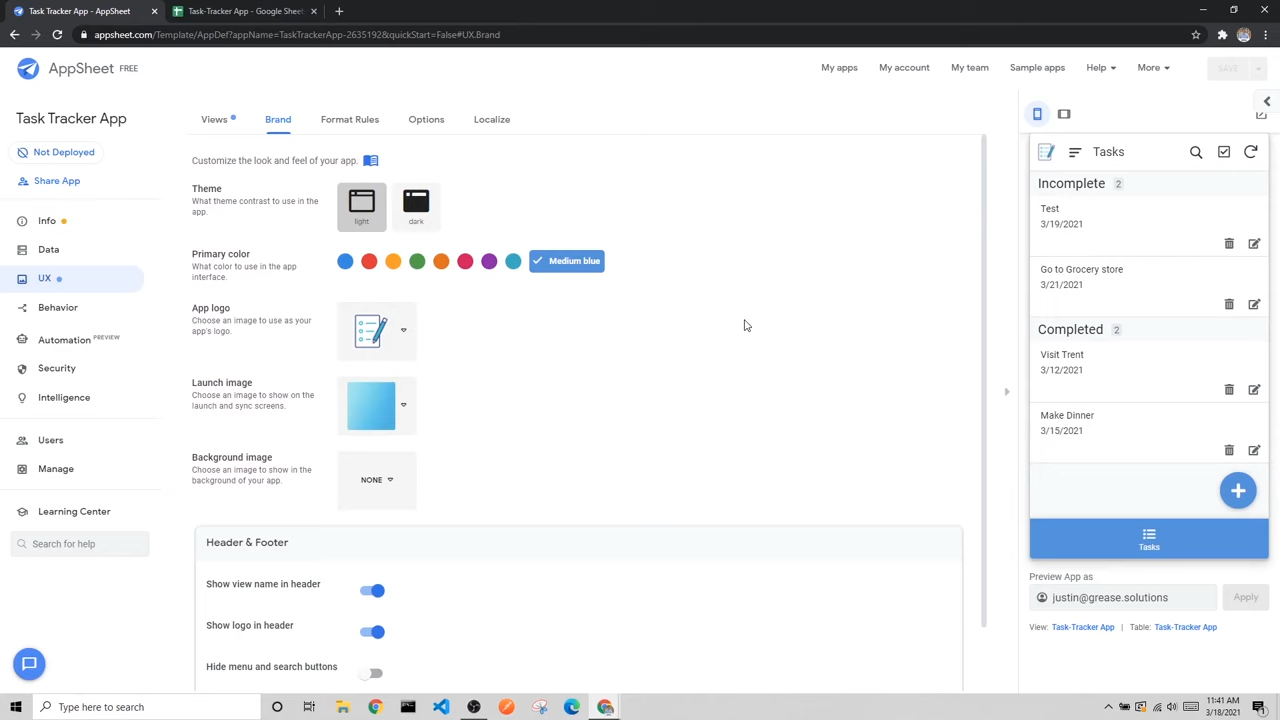 Task Tracker App - AppSheet
Task-Tracker App - Google Sheet
appsheet.com/Template/AppDef?appName=TaskTrackerApp-2635192&quickStart=False#UX.Brand
AppSheet FREE
My apps
My account
My team
Sample apps
Help
More
SAVE
Task Tracker App
Not Deployed
Share App
Info
Data
UX
Behavior
Automation PREVIEW
Security
Intelligence
Users
Manage
Learning Center
Search for help
Views
Brand
Format Rules
Options
Localize
Customize the look and feel of your app.
Theme
What theme contrast to use in the
app.
light
dark
Primary color
What color to use in the app
interface.
Medium blue
App logo
Choose an image to use as your
app's logo.
Launch image
Choose an image to show on the
launch and sync screens.
Background image
Choose an image to show in the
background of your app.
NONE
Header & Footer
Show view name in header
Show logo in header
Hide menu and search buttons
Tasks
Incomplete 2
Test
3/19/2021
Go to Grocery store
3/21/2021
Completed 2
Visit Trent
3/12/2021
Make Dinner
3/15/2021
Tasks
Preview App as
justin@grease.solutions
Apply
View: Task-Tracker App | Table: Task-Tracker App
Type here to search
11:41 AM
3/18/2021
1